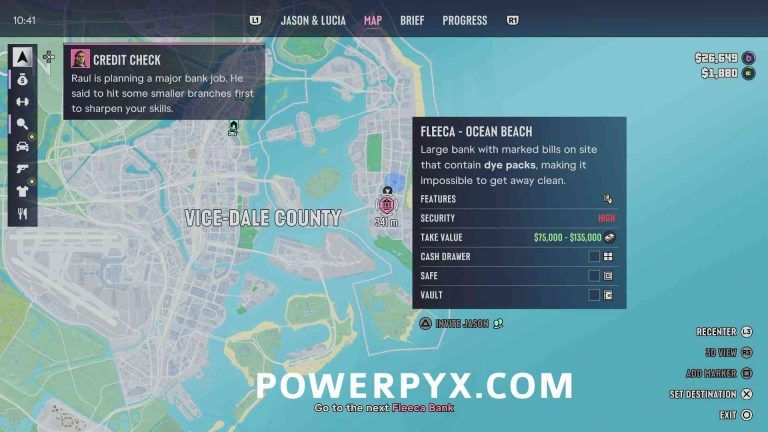 10:41
L1 JASON & LUCIA MAP BRIEF PROGRESS R1
CREDIT CHECK
Raul is planning a major bank job. He
said to hit some smaller branches first
to sharpen your skills.
$26,649
$1,880
FLEECA - OCEAN BEACH
Large bank with marked bills on site
that contain dye packs, making it
impossible to get away clean.
FEATURES
SECURITY HIGH
TAKE VALUE $75,000 - $135,000
CASH DRAWER
SAFE
VAULT
VICE-DALE COUNTY
341 m
INVITE JASON
RECENTER L3
3D VIEW R3
ADD MARKER
SET DESTINATION
EXIT
POWERPYX.COM
Go to the next Fleeca Bank